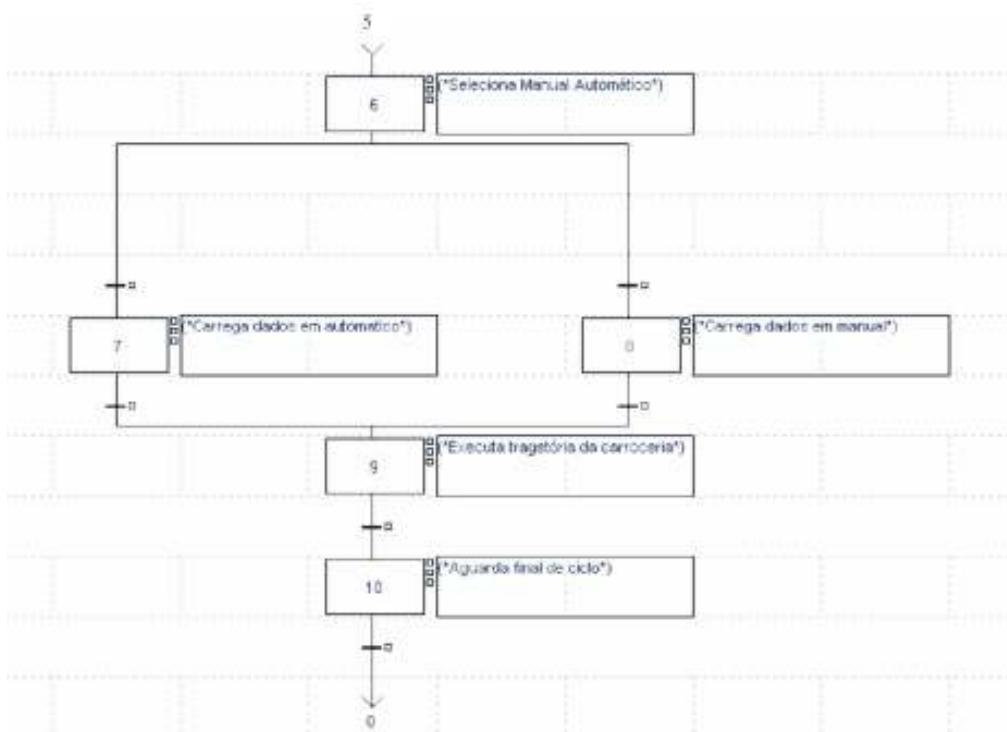 5
6
(*Seleciona Manual Automático*)
7
(*Carrega dados em automatico*)
8
(*Carrega dados em manual*)
9
(*Executa tragetória da carroceria*)
10
(*Aguarda final de ciclo*)
0